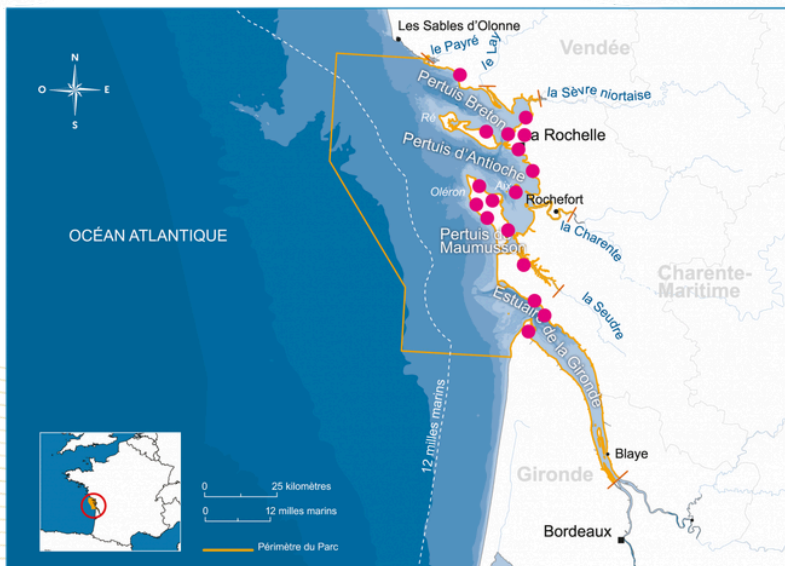 Les Sables d'Olonne
le Payré
le Lay
Vendée
la Sèvre niortaise
N
O
E
S
Pertuis Breton
Ré
a Rochelle
Pertuis d'Antioche
Aix
Oléron
Rochefort
OCÉAN ATLANTIQUE
la Charente
Pertuis d
Maumusson
Charente-
Maritime
la Seudre
Estuaire de la Gironde
12 milles marins
Blaye
Gironde
0
25 kilomètres
0
12 milles marins
Bordeaux
Périmètre du Parc